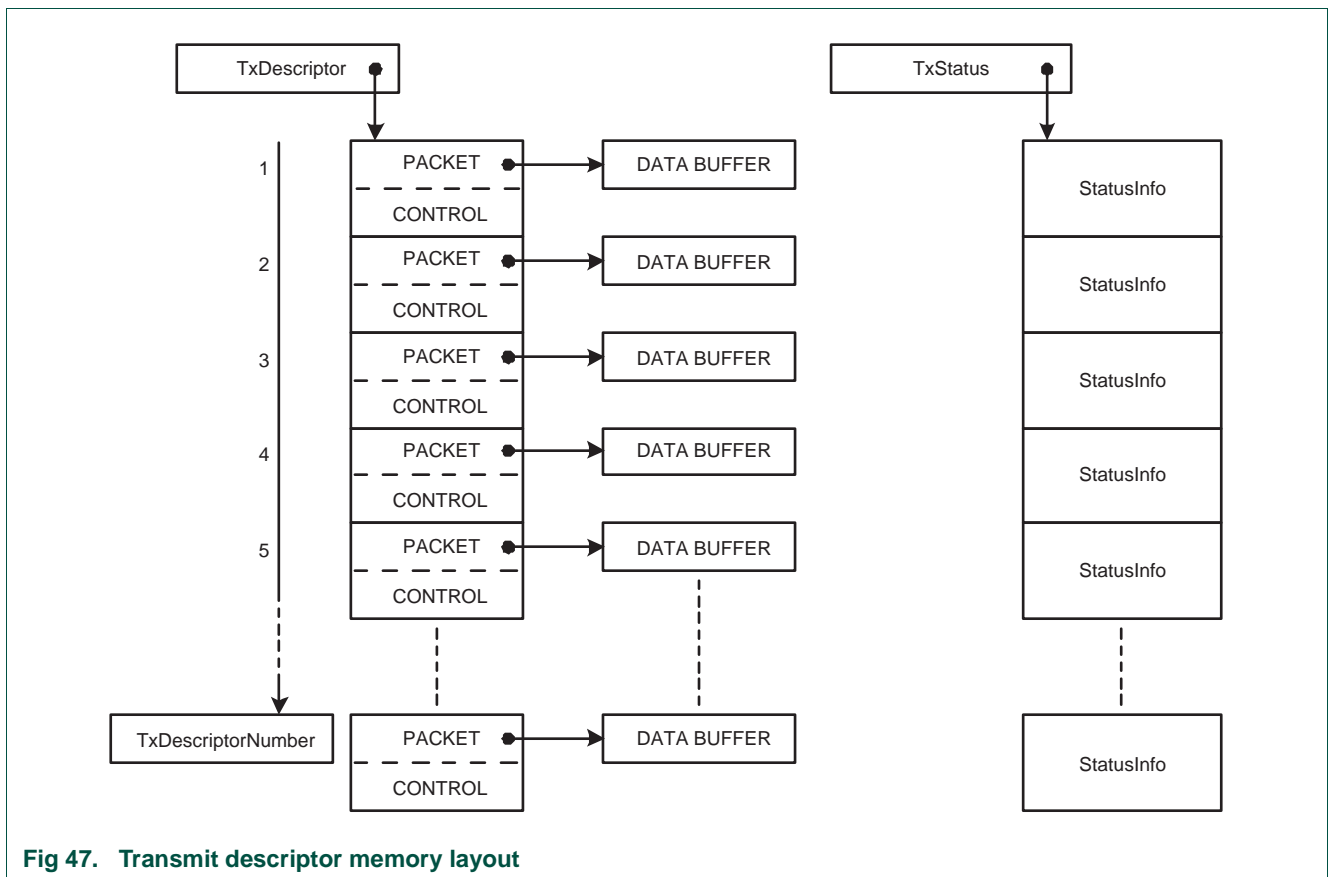 TxDescriptor
TxStatus
1
PACKET
DATA BUFFER
CONTROL
StatusInfo
2
PACKET
DATA BUFFER
CONTROL
StatusInfo
3
PACKET
DATA BUFFER
CONTROL
StatusInfo
4
PACKET
DATA BUFFER
CONTROL
StatusInfo
5
PACKET
DATA BUFFER
CONTROL
StatusInfo
TxDescriptorNumber
PACKET
DATA BUFFER
CONTROL
StatusInfo
Fig 47. Transmit descriptor memory layout